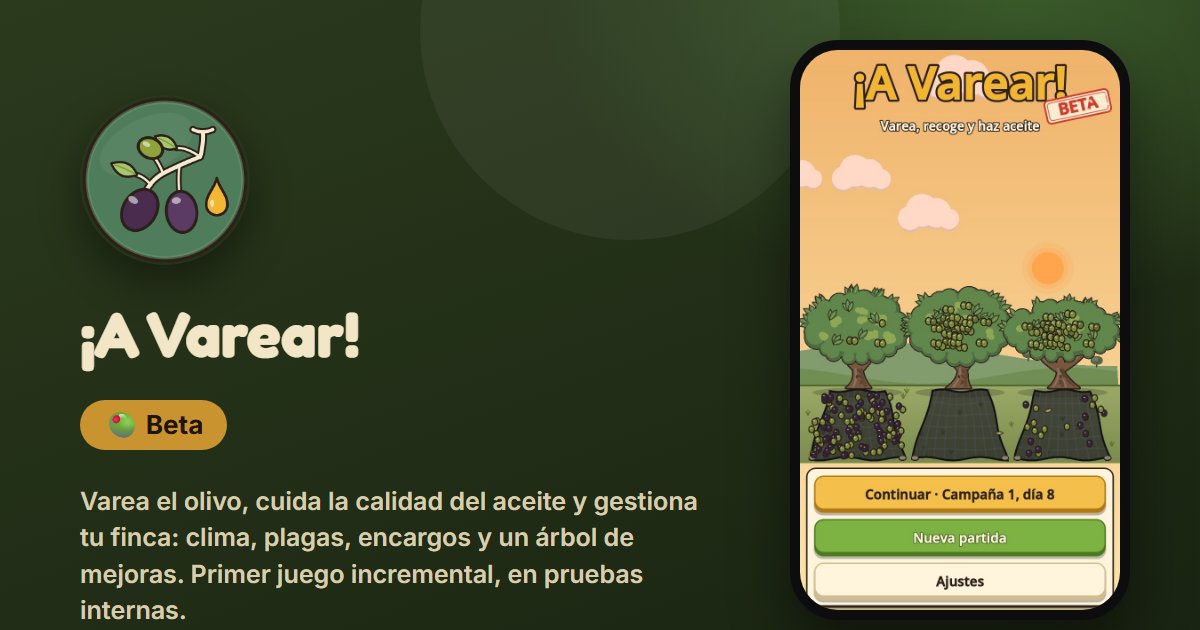 ¡A Varear!
Beta
Varea el olivo, cuida la calidad del aceite y gestiona
tu finca: clima, plagas, encargos y un árbol de
mejoras. Primer juego incremental, en pruebas
internas.
¡A Varear!
BETA
Varea, recoge y haz aceite
Continuar · Campaña 1, día 8
Nueva partida
Ajustes